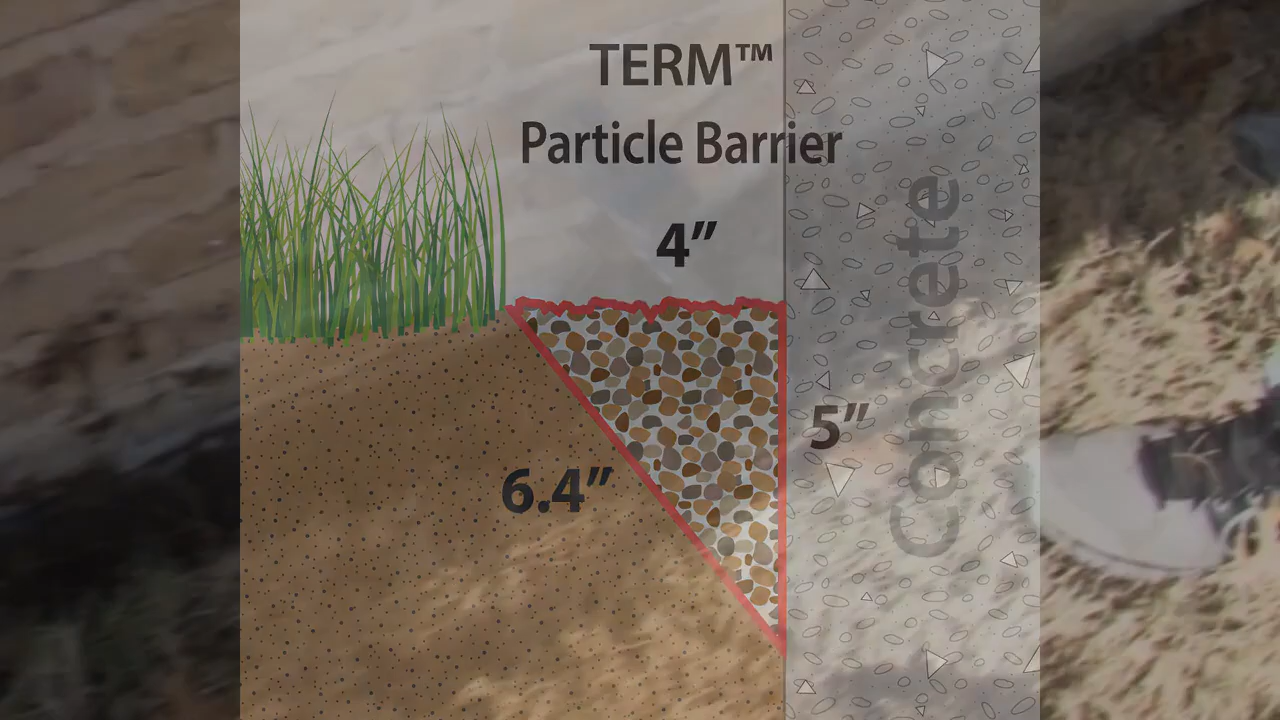 TERM™
Particle Barrier
4”
5”
6.4”
Concrete